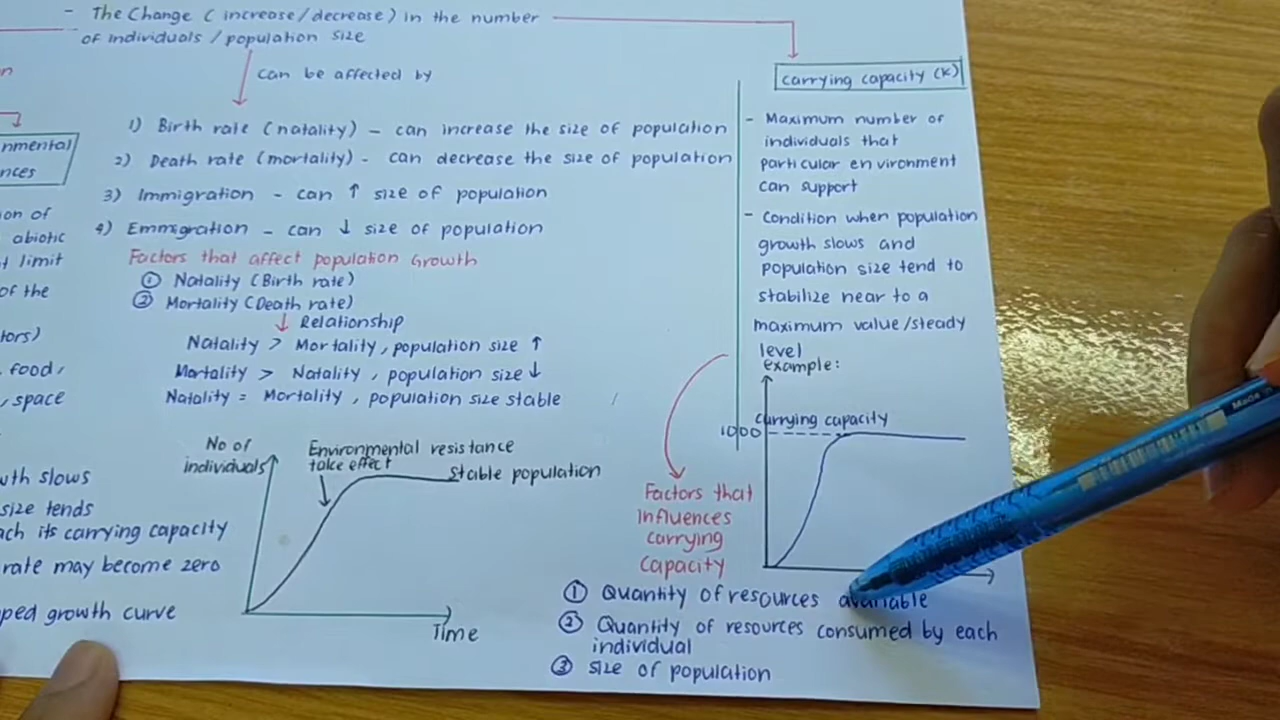 - The Change (increase/decrease) in the number
of individuals / population size
can be affected by
1) Birth rate (natality) - can increase the size of population
2) Death rate (mortality) - can decrease the size of population
3) Immigration - can ↑ size of population
4) Emmigration - can ↓ size of population
Factors that affect population Growth
① Natality (Birth rate)
② Mortality (Death rate)
↓ Relationship
Natality > Mortality, population size ↑
Mortality > Natality, population size ↓
Natality = Mortality, population size stable
No of
individuals
Environmental resistance
take effect
Stable population
Time
nmental
nces
ion of
abiotic
t limit
of the
tors)
food,
, space
wth slows
size tends
ach its carrying capacity
rate may become zero
ped growth curve
carrying capacity (K)
- Maximum number of
individuals that
particular environment
can support
- Condition when population
growth slows and
population size tend to
stabilize near to a
maximum value/steady
level
example:
carrying capacity
1000
Factors that
Influences
carrying
Capacity
① Quantity of resources available
② Quantity of resources consumed by each
individual
③ size of population
Made